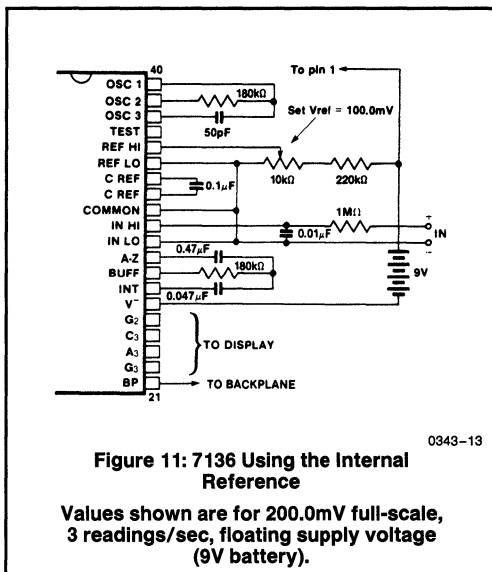 40
OSC 1
OSC 2
OSC 3
TEST
REF HI
REF LO
C REF
C REF
COMMON
IN HI
IN LO
A-Z
BUFF
INT
V⁻
G₂
C₃
A₃
G₃
BP
21
180kΩ
50pF
To pin 1
Set Vref = 100.0mV
10kΩ
220kΩ
0.1μF
1MΩ
0.01μF
+
IN
−
0.47μF
180kΩ
0.047μF
9V
TO DISPLAY
TO BACKPLANE
0343-13
Figure 11: 7136 Using the Internal
Reference
Values shown are for 200.0mV full-scale,
3 readings/sec, floating supply voltage
(9V battery).